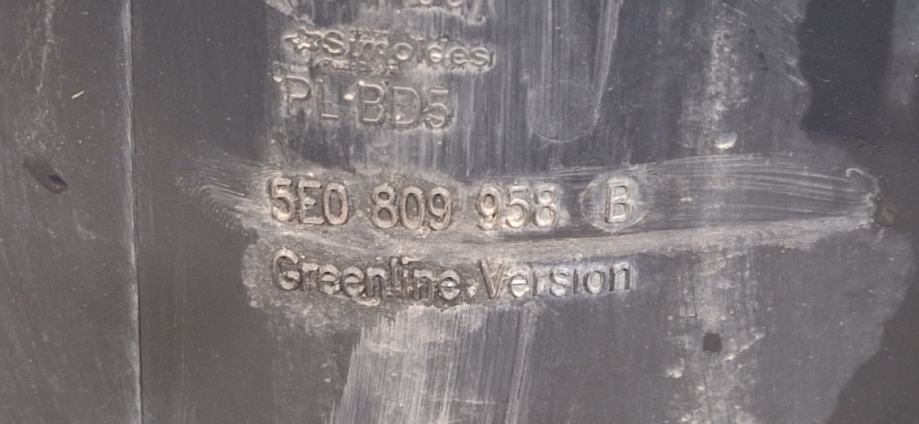 *simoldes
PL BD5
5E0 809 958 B
Greenline Version